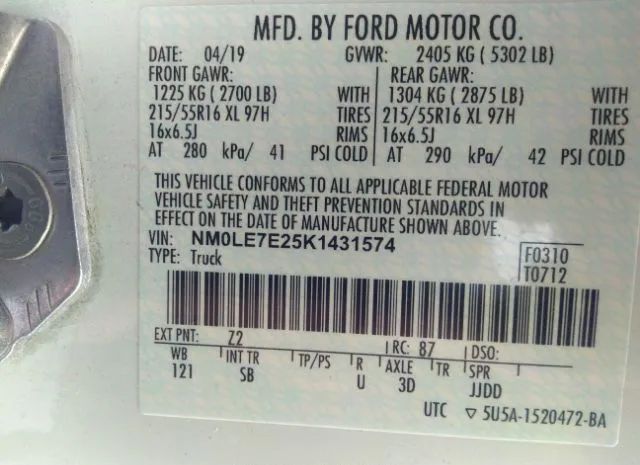 MFD. BY FORD MOTOR CO.
DATE: 04/19 GVWR: 2405 KG ( 5302 LB)
FRONT GAWR: REAR GAWR:
1225 KG ( 2700 LB) WITH 1304 KG ( 2875 LB) WITH
215/55R16 XL 97H TIRES 215/55R16 XL 97H TIRES
16x6.5J RIMS 16x6.5J RIMS
AT 280 kPa/ 41 PSI COLD AT 290 kPa/ 42 PSI COLD
THIS VEHICLE CONFORMS TO ALL APPLICABLE FEDERAL MOTOR
VEHICLE SAFETY AND THEFT PREVENTION STANDARDS IN
EFFECT ON THE DATE OF MANUFACTURE SHOWN ABOVE.
VIN: NM0LE7E25K1431574 F0310
TYPE: Truck T0712
EXT PNT: Z2 RC: 87 DSO:
WB INT TR TP/PS R AXLE TR SPR
121 SB U 3D JJDD
UTC ▽ 5U5A-1520472-BA